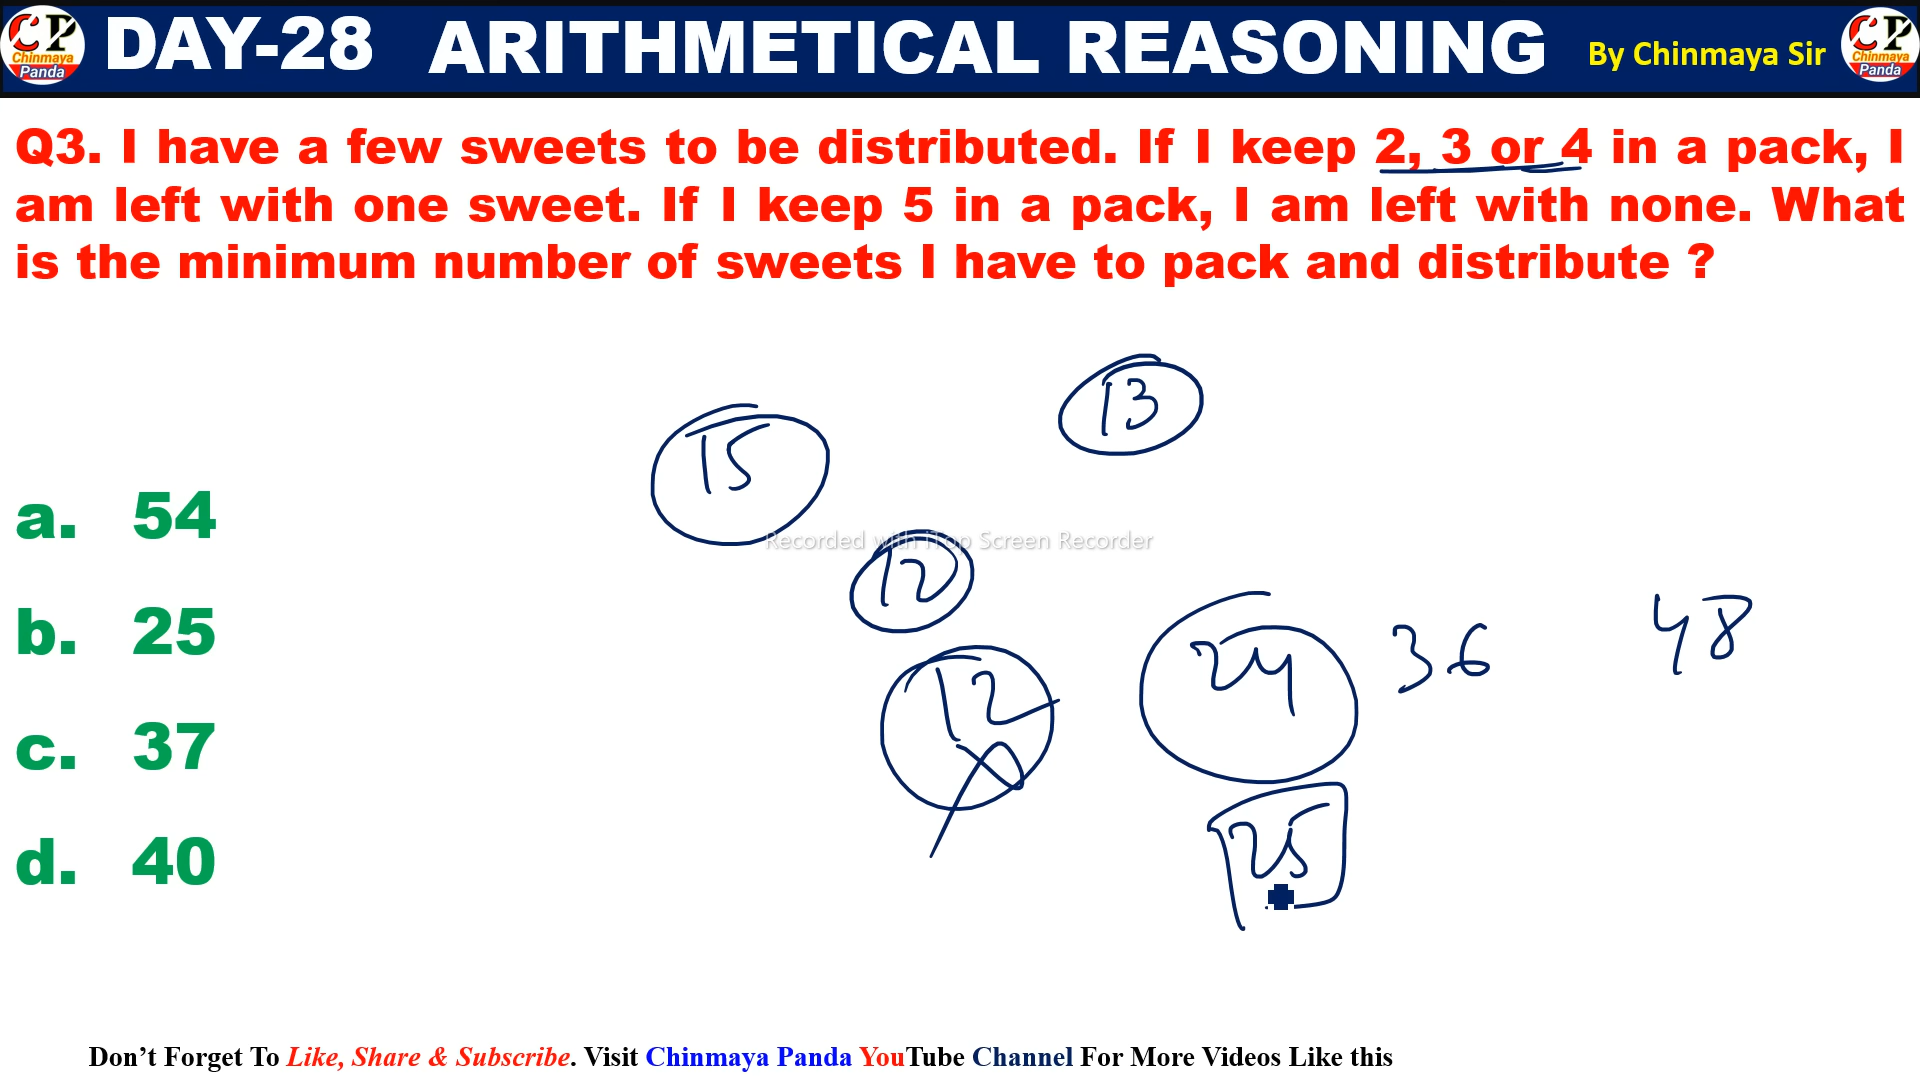 CP Chinmaya Panda DAY-28 ARITHMETICAL REASONING By Chinmaya Sir CP Chinmaya Panda
Q3. I have a few sweets to be distributed. If I keep 2, 3 or 4 in a pack, I
am left with one sweet. If I keep 5 in a pack, I am left with none. What
is the minimum number of sweets I have to pack and distribute ?
13
15
a. 54
Recorded with iTop Screen Recorder
12
b. 25
12 24 36 48
c. 37
25
d. 40
Don’t Forget To Like, Share & Subscribe. Visit Chinmaya Panda YouTube Channel For More Videos Like this